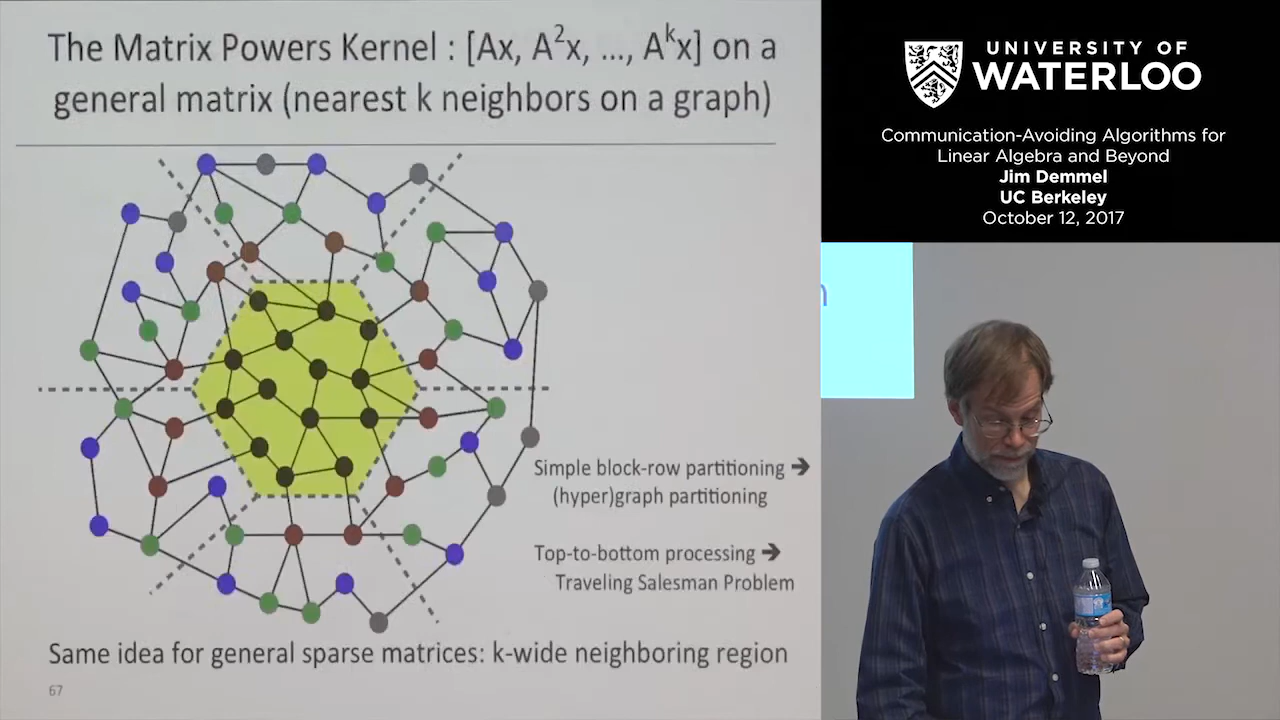 The Matrix Powers Kernel : [Ax, A²x, …, Aᵏx] on a
general matrix (nearest k neighbors on a graph)
Simple block-row partitioning ➔
(hyper)graph partitioning
Top-to-bottom processing ➔
Traveling Salesman Problem
Same idea for general sparse matrices: k-wide neighboring region
67
UNIVERSITY OF
WATERLOO
Communication-Avoiding Algorithms for
Linear Algebra and Beyond
Jim Demmel
UC Berkeley
October 12, 2017